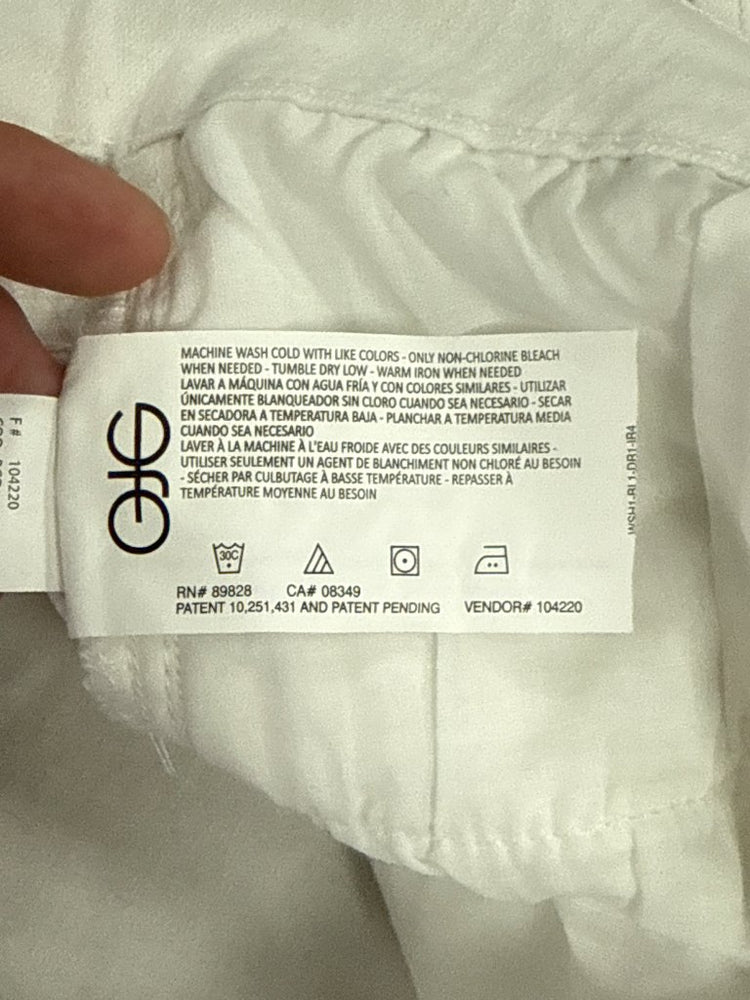 MACHINE WASH COLD WITH LIKE COLORS - ONLY NON-CHLORINE BLEACH
WHEN NEEDED - TUMBLE DRY LOW - WARM IRON WHEN NEEDED
LAVAR A MÁQUINA CON AGUA FRÍA Y CON COLORES SIMILARES - UTILIZAR
ÚNICAMENTE BLANQUEADOR SIN CLORO CUANDO SEA NECESARIO - SECAR
EN SECADORA A TEMPERATURA BAJA - PLANCHAR A TEMPERATURA MEDIA
CUANDO SEA NECESARIO
LAVER À LA MACHINE À L'EAU FROIDE AVEC DES COULEURS SIMILAIRES -
UTILISER SEULEMENT UN AGENT DE BLANCHIMENT NON CHLORÉ AU BESOIN
- SÉCHER PAR CULBUTAGE À BASSE TEMPÉRATURE - REPASSER À
TEMPÉRATURE MOYENNE AU BESOIN
30C
RN# 89828 CA# 08349
PATENT 10,251,431 AND PATENT PENDING VENDOR# 104220
WSH1-BL1-DR1-IR4
F# 104220